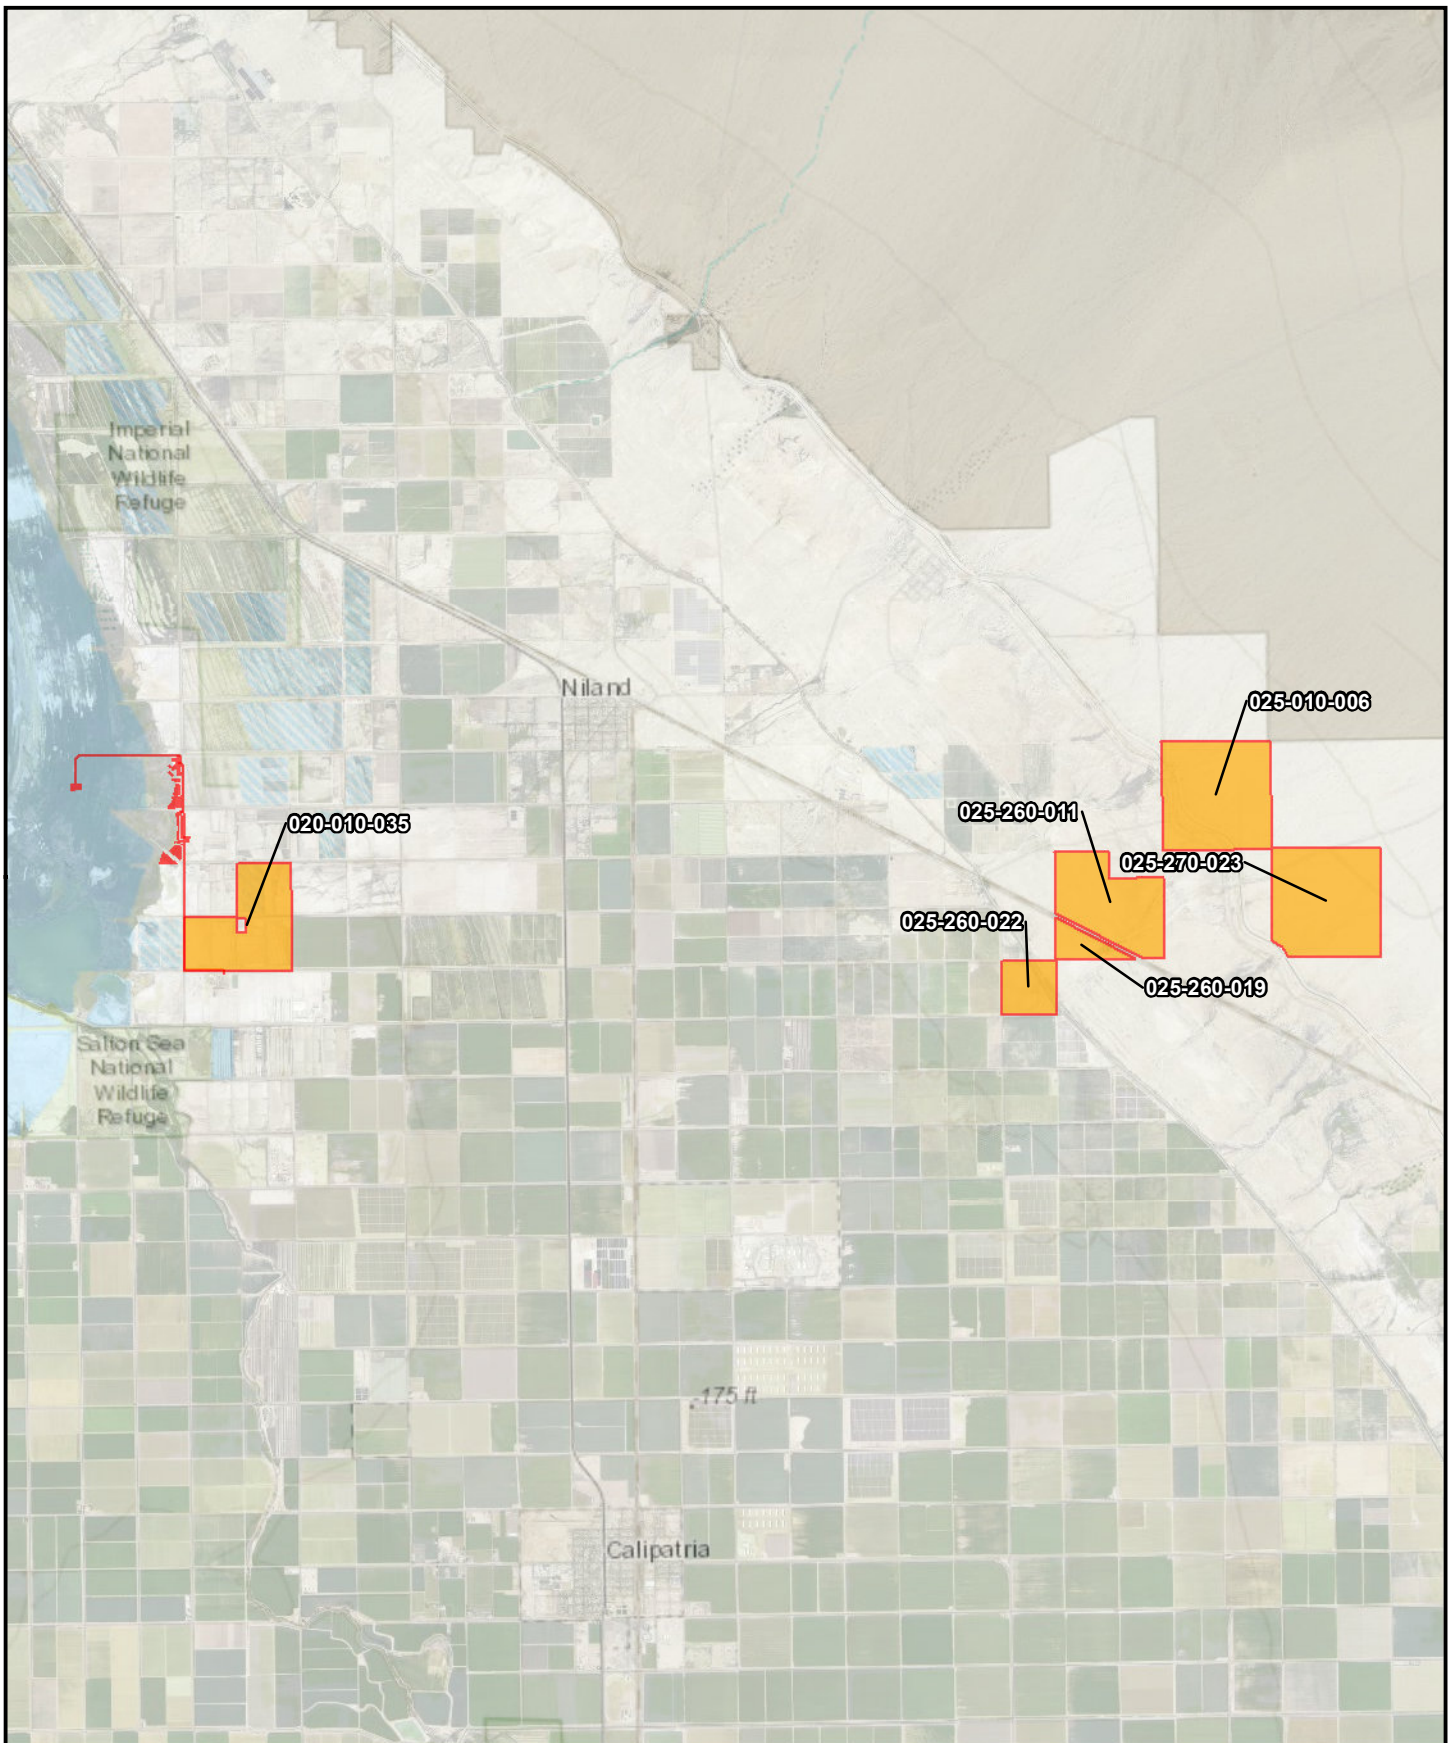 Imperial
National
Wildlife
Refuge
Niland
025-010-006
025-260-011
020-010-035
025-270-023
025-260-022
025-260-019
Salton Sea
National
Wildlife
Refuge
-175 ft
Calipatria